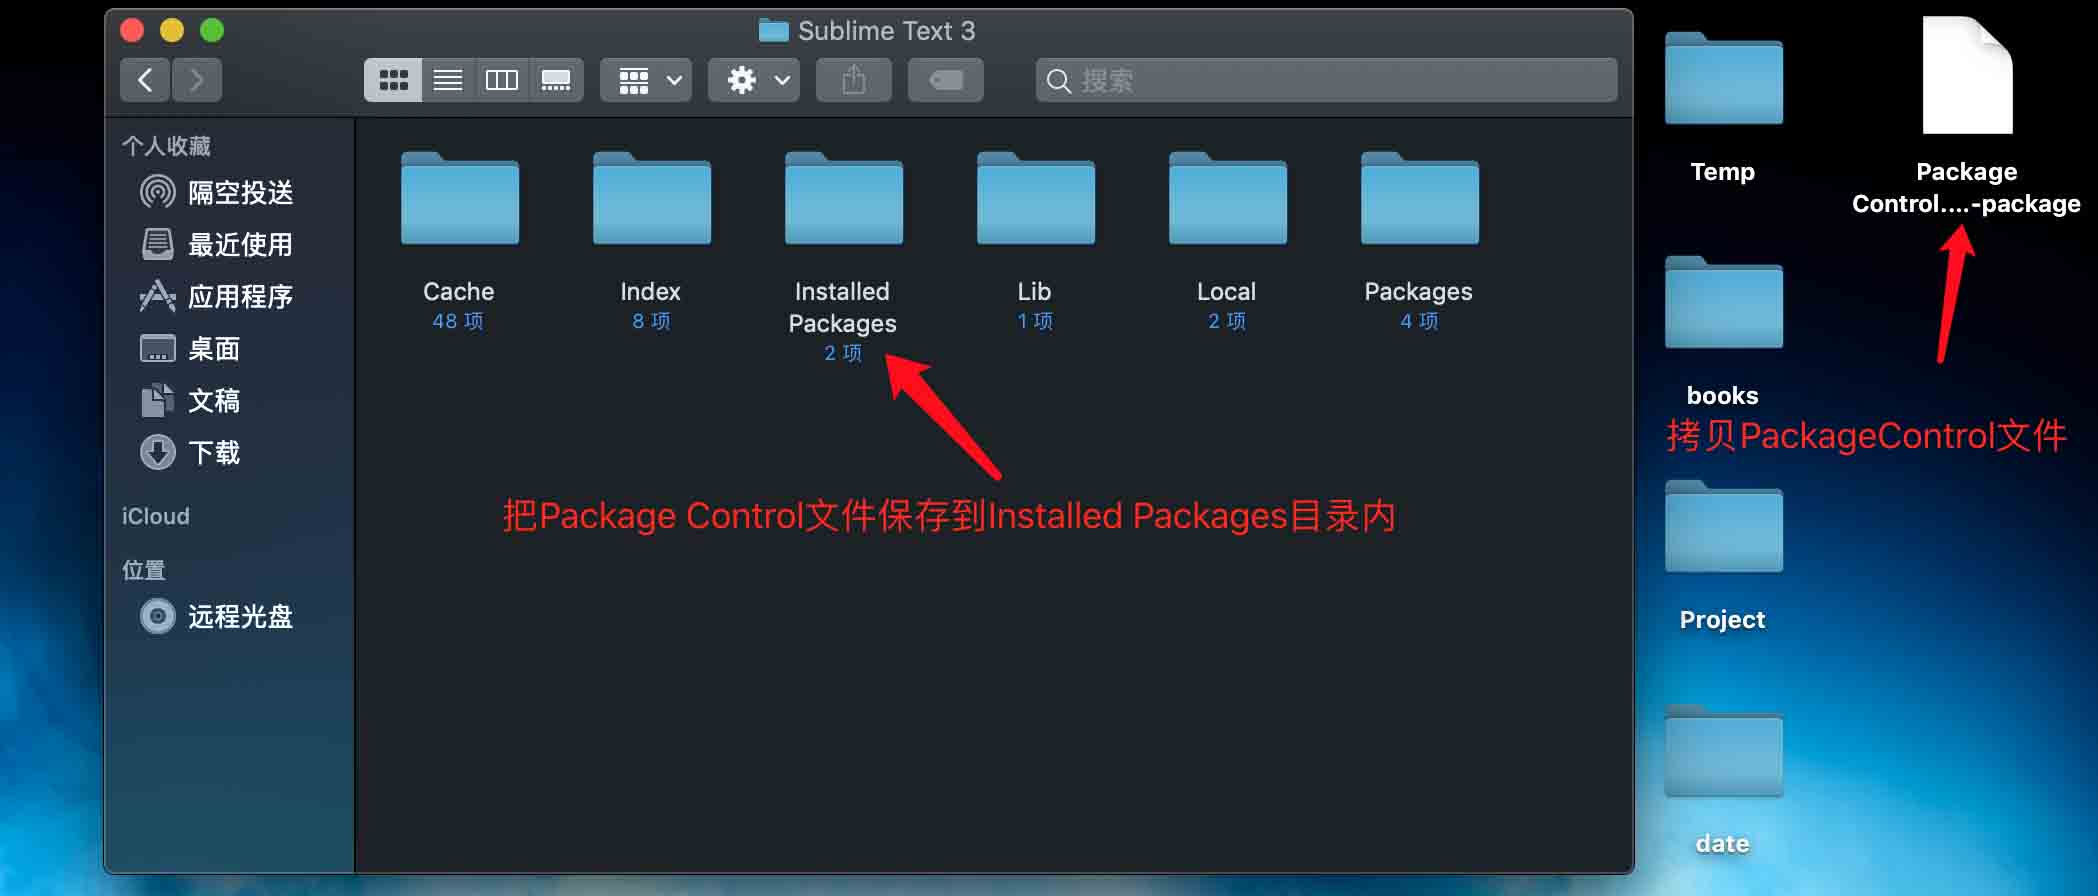 Sublime Text 3
搜索
个人收藏
隔空投送
最近使用
应用程序
桌面
文稿
下载
iCloud
位置
远程光盘
Cache
48 项
Index
8 项
Installed
Packages
2 项
Lib
1 项
Local
2 项
Packages
4 项
把Package Control文件保存到Installed Packages目录内
Temp
Package
Control....-package
books
拷贝PackageControl文件
Project
date